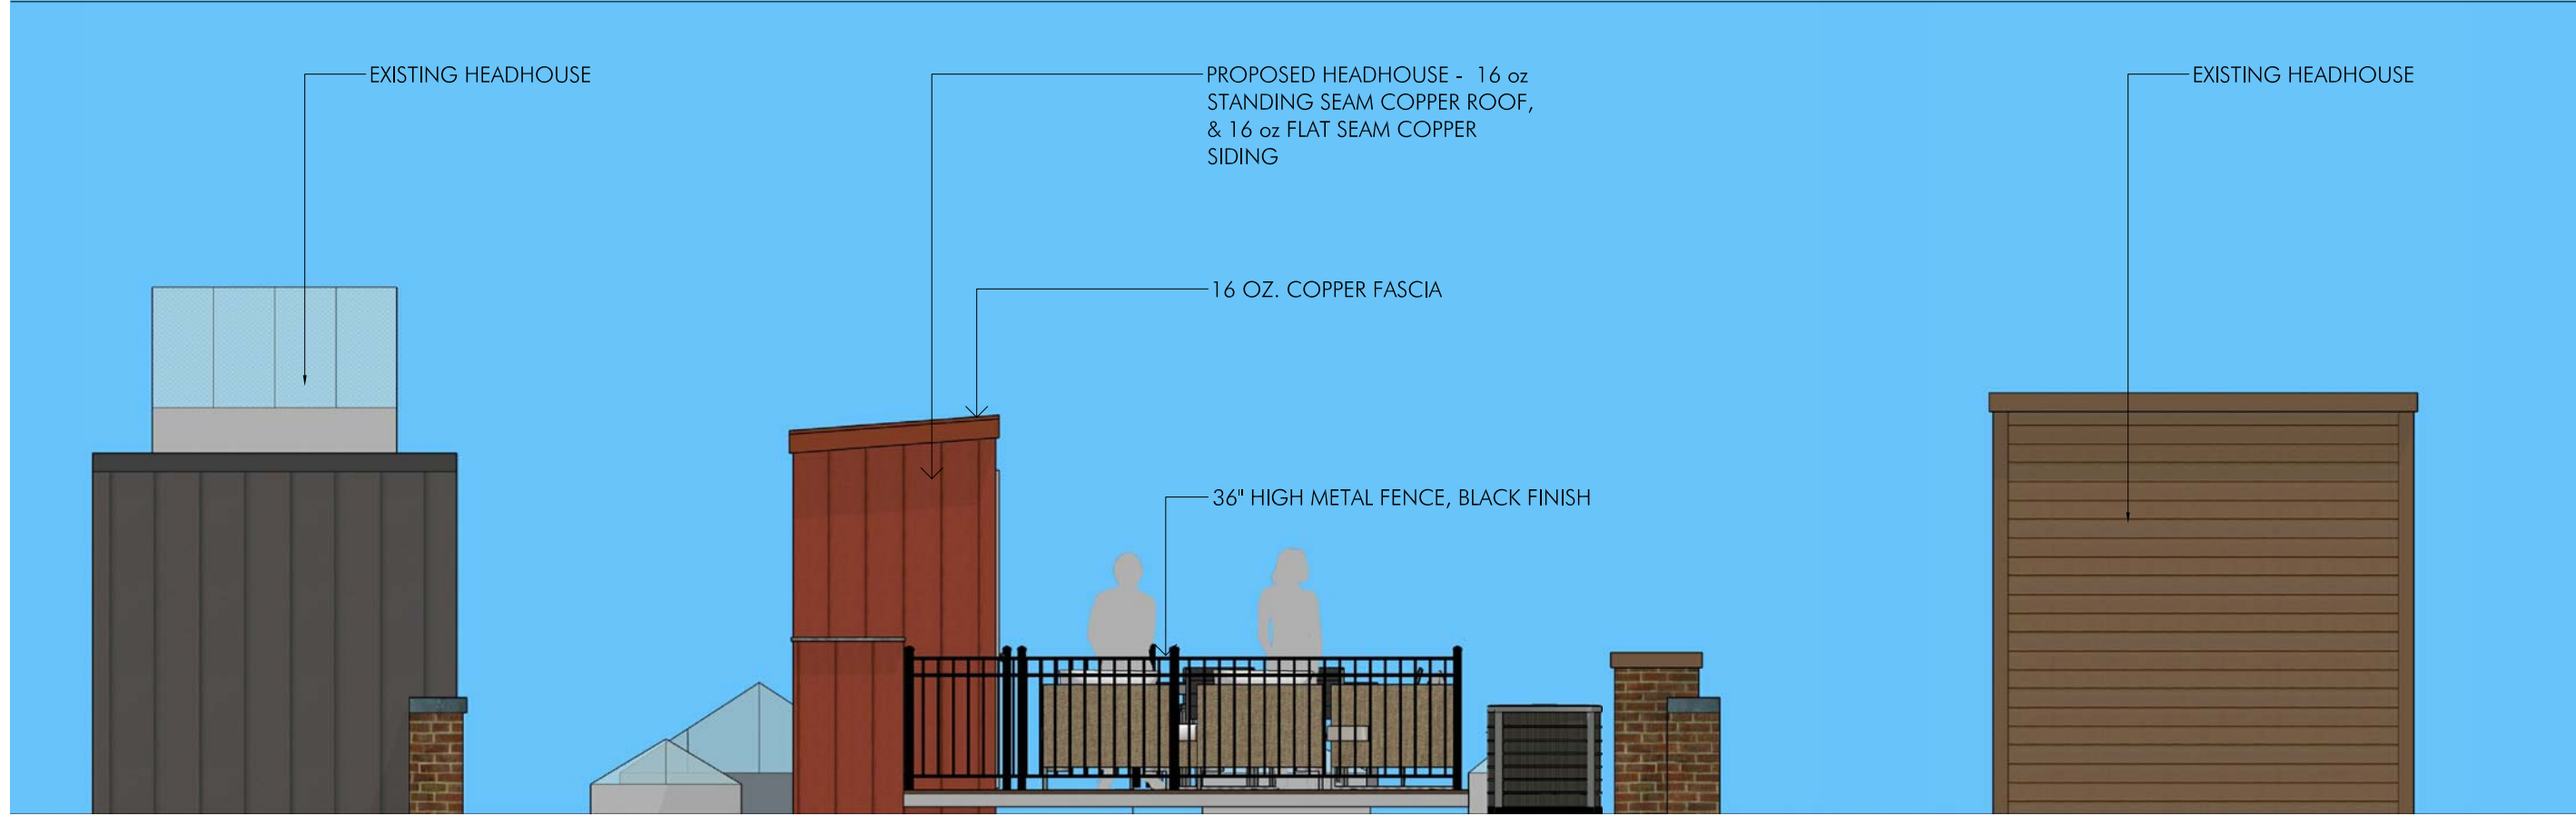 EXISTING HEADHOUSE
PROPOSED HEADHOUSE - 16 oz
STANDING SEAM COPPER ROOF,
& 16 oz FLAT SEAM COPPER
SIDING
EXISTING HEADHOUSE
16 OZ. COPPER FASCIA
36" HIGH METAL FENCE, BLACK FINISH